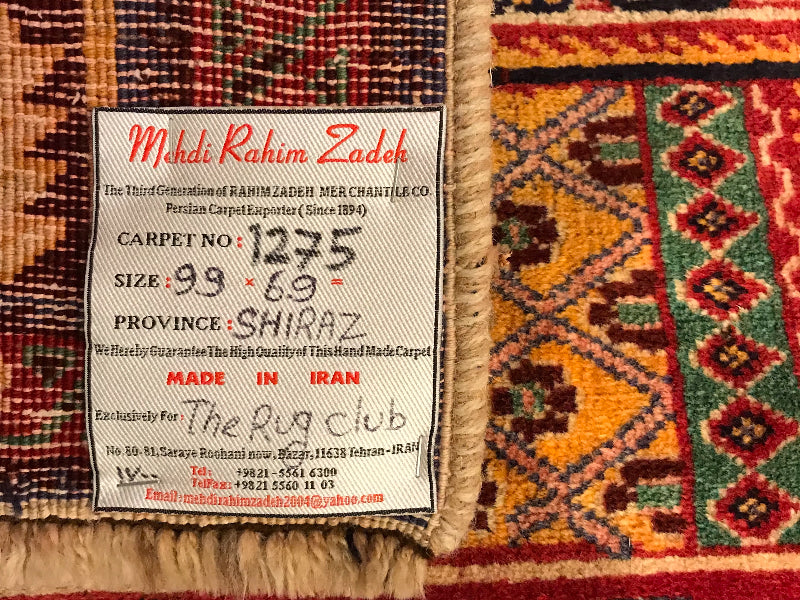 Mehdi Rahim Zadeh
The Third Generation of RAHIM ZADEH MERCHANTILE CO.
Persian Carpet Exporter ( Since 1894)
CARPET NO : 1275
SIZE : 99 × 69 =
PROVINCE : SHIRAZ
We Hereby Guarantee The High Quality of This Hand Made Carpet
MADE IN IRAN
Exclusively For : The Rug club
No. 80-81, Saraye Roohani now, Bazar, 11638 Tehran - IRAN
Tel : +9821 - 5561 6300
TelFax : +9821 5560 11 03
Email : mehdirahimzadeh2004@yahoo.com